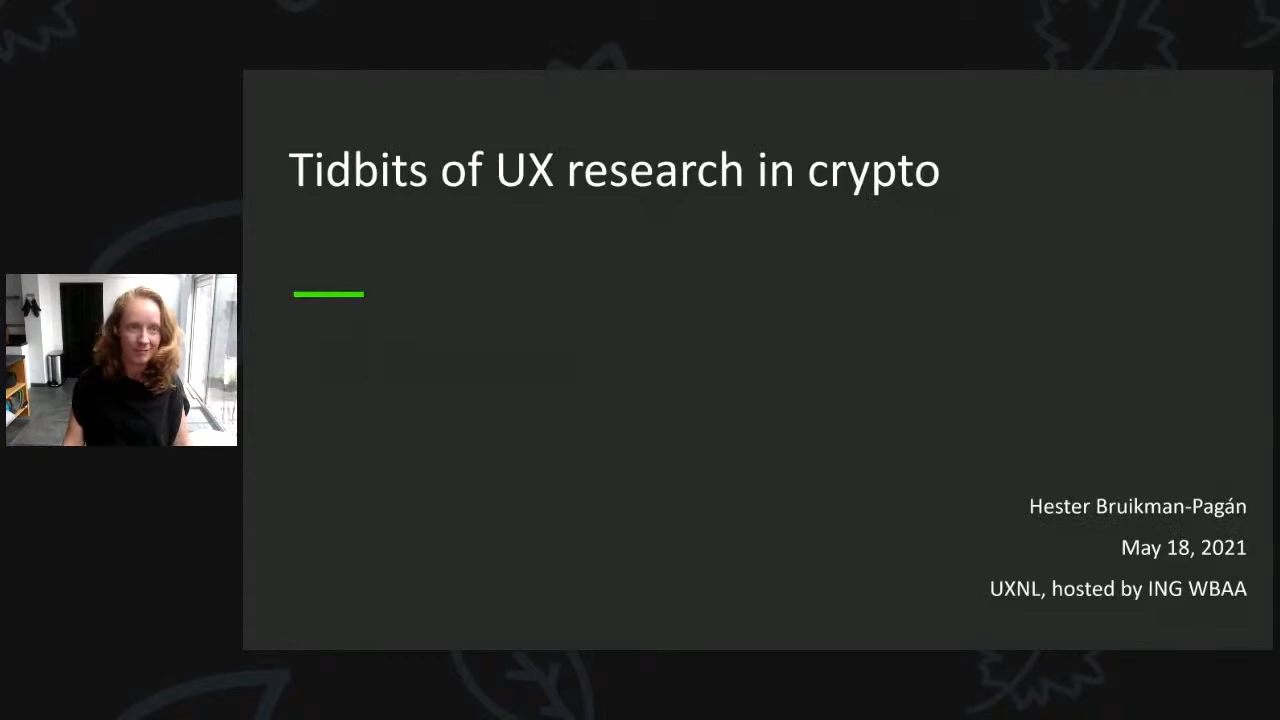 Tidbits of UX research in crypto
Hester Bruikman-Pagán
May 18, 2021
UXNL, hosted by ING WBAA